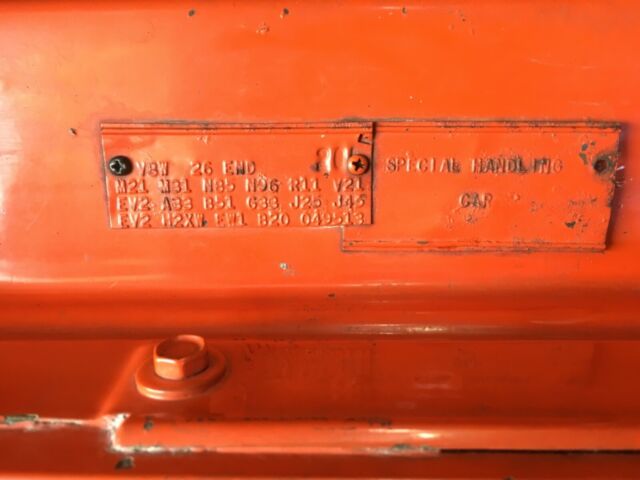 V8W 26 END
M21 M31 N85 N96 R11 V21
EV2 A33 B51 G33 J25 J45
EV2 H2XW EW1 B20 049513
SPECIAL HANDLING
CAR